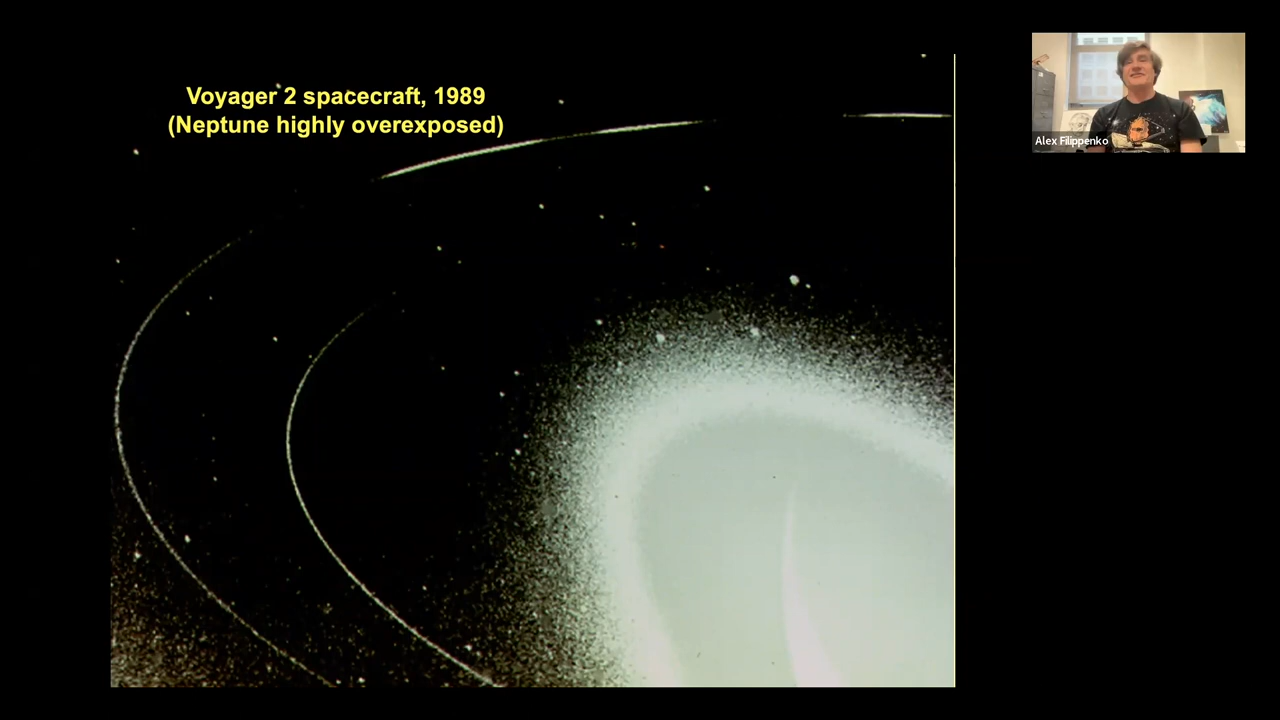 Voyager 2 spacecraft, 1989
(Neptune highly overexposed)
Alex Filippenko